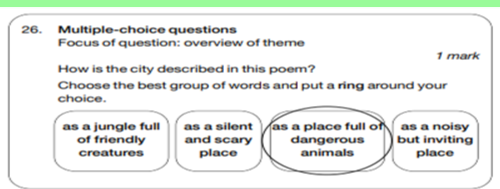 26. Multiple-choice questions
Focus of question: overview of theme
1 mark
How is the city described in this poem?
Choose the best group of words and put a ring around your
choice.
as a jungle full
of friendly
creatures
as a silent
and scary
place
as a place full of
dangerous
animals
as a noisy
but inviting
place